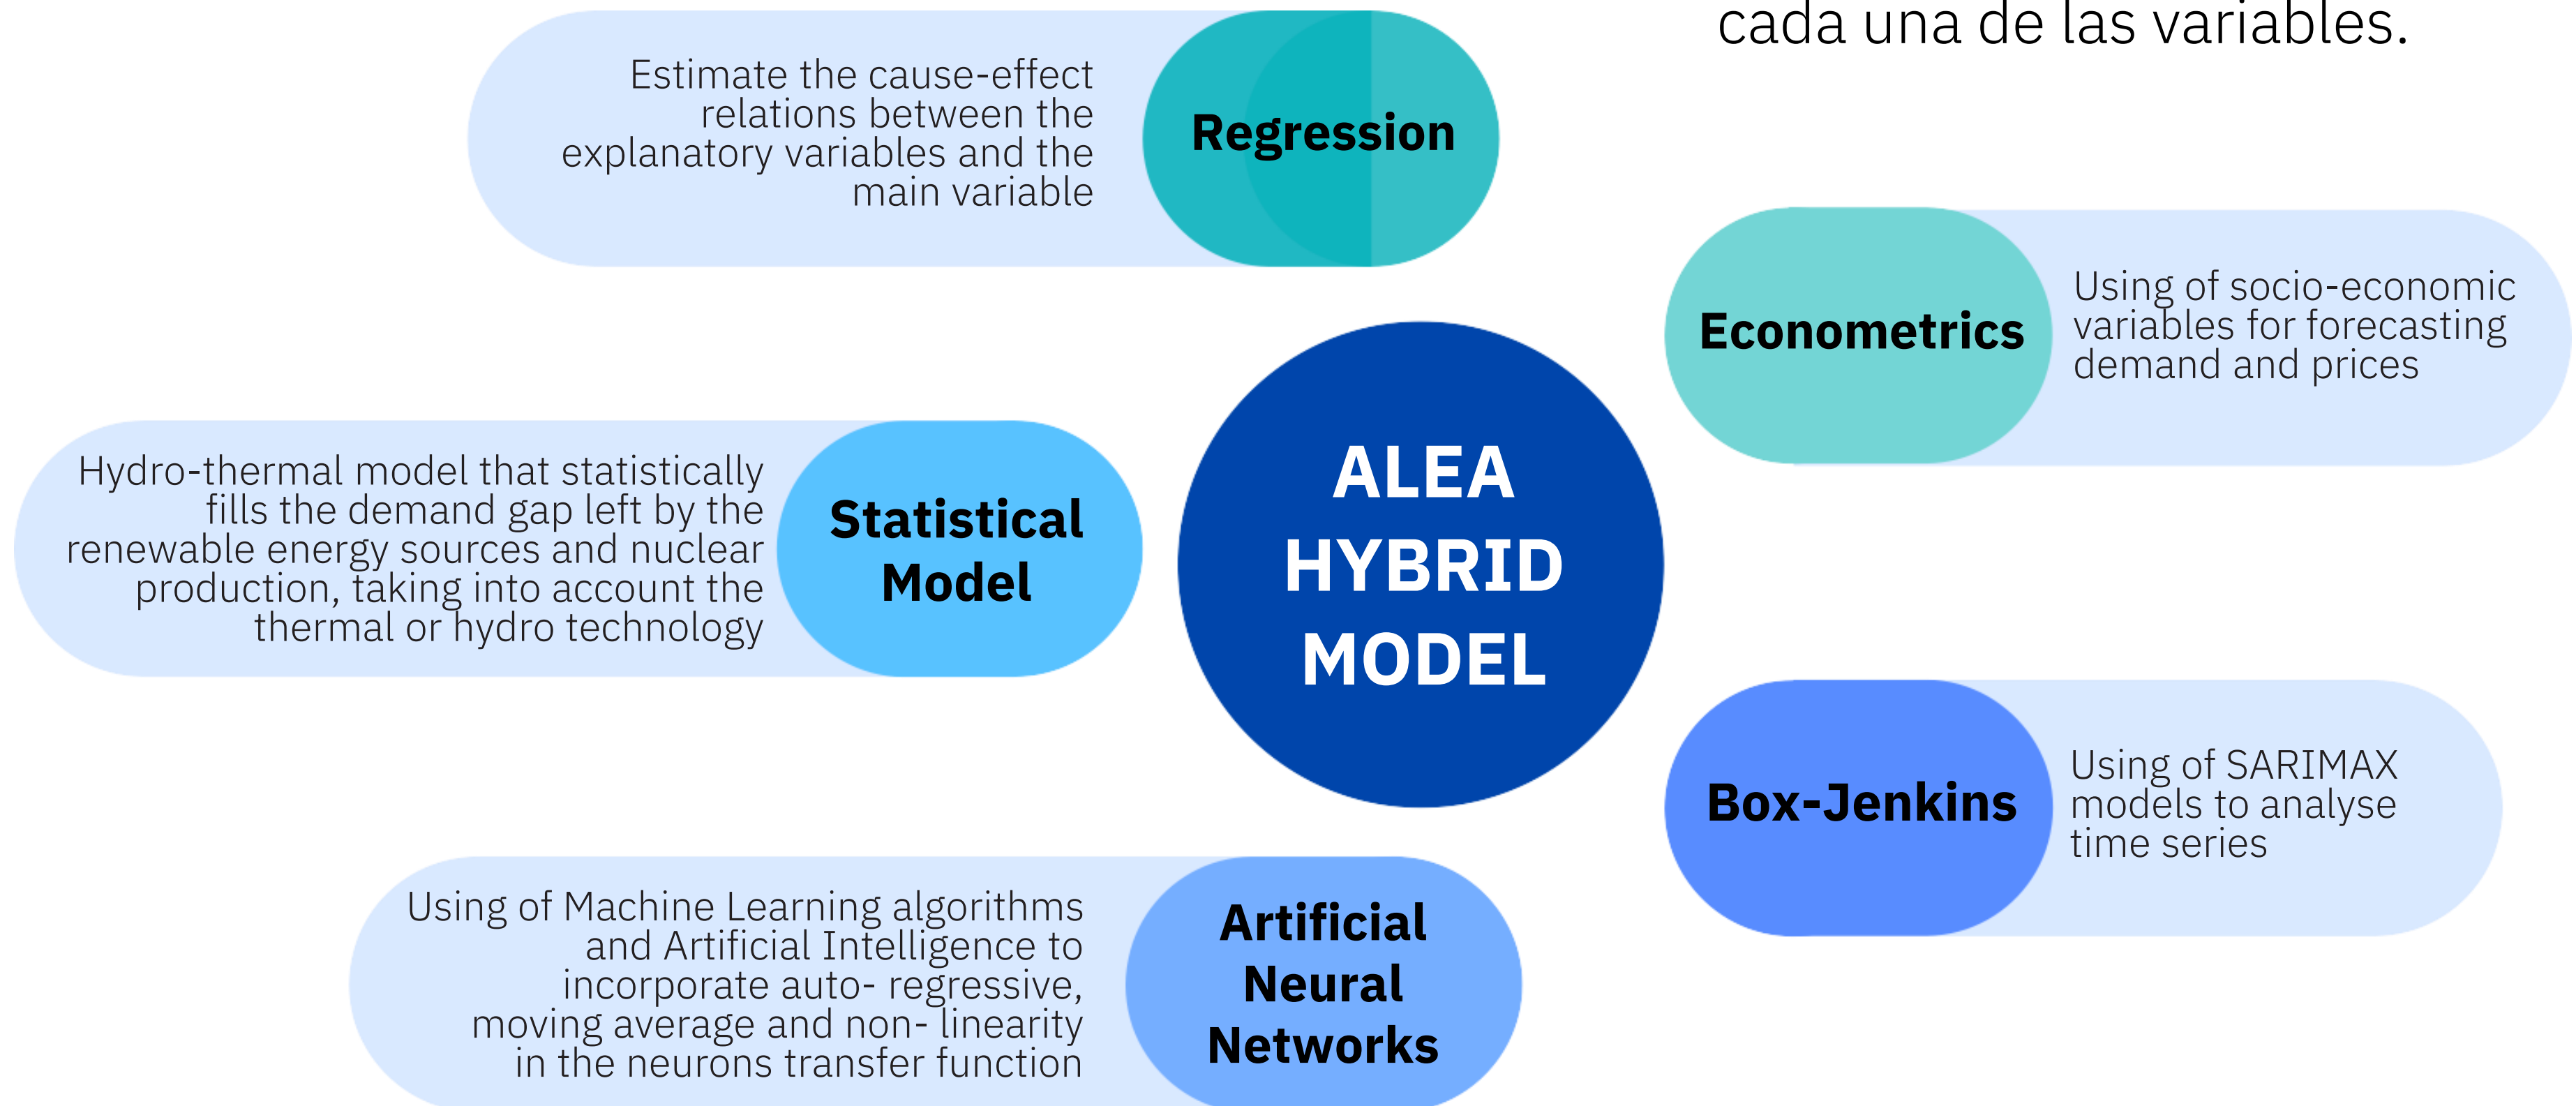 cada una de las variables.
Estimate the cause-effect
relations between the
explanatory variables and the
main variable
Regression
Econometrics
Using of socio-economic
variables for forecasting
demand and prices
Hydro-thermal model that statistically
fills the demand gap left by the
renewable energy sources and nuclear
production, taking into account the
thermal or hydro technology
Statistical
Model
ALEA
HYBRID
MODEL
Box-Jenkins
Using of SARIMAX
models to analyse
time series
Using of Machine Learning algorithms
and Artificial Intelligence to
incorporate auto- regressive,
moving average and non- linearity
in the neurons transfer function
Artificial
Neural
Networks